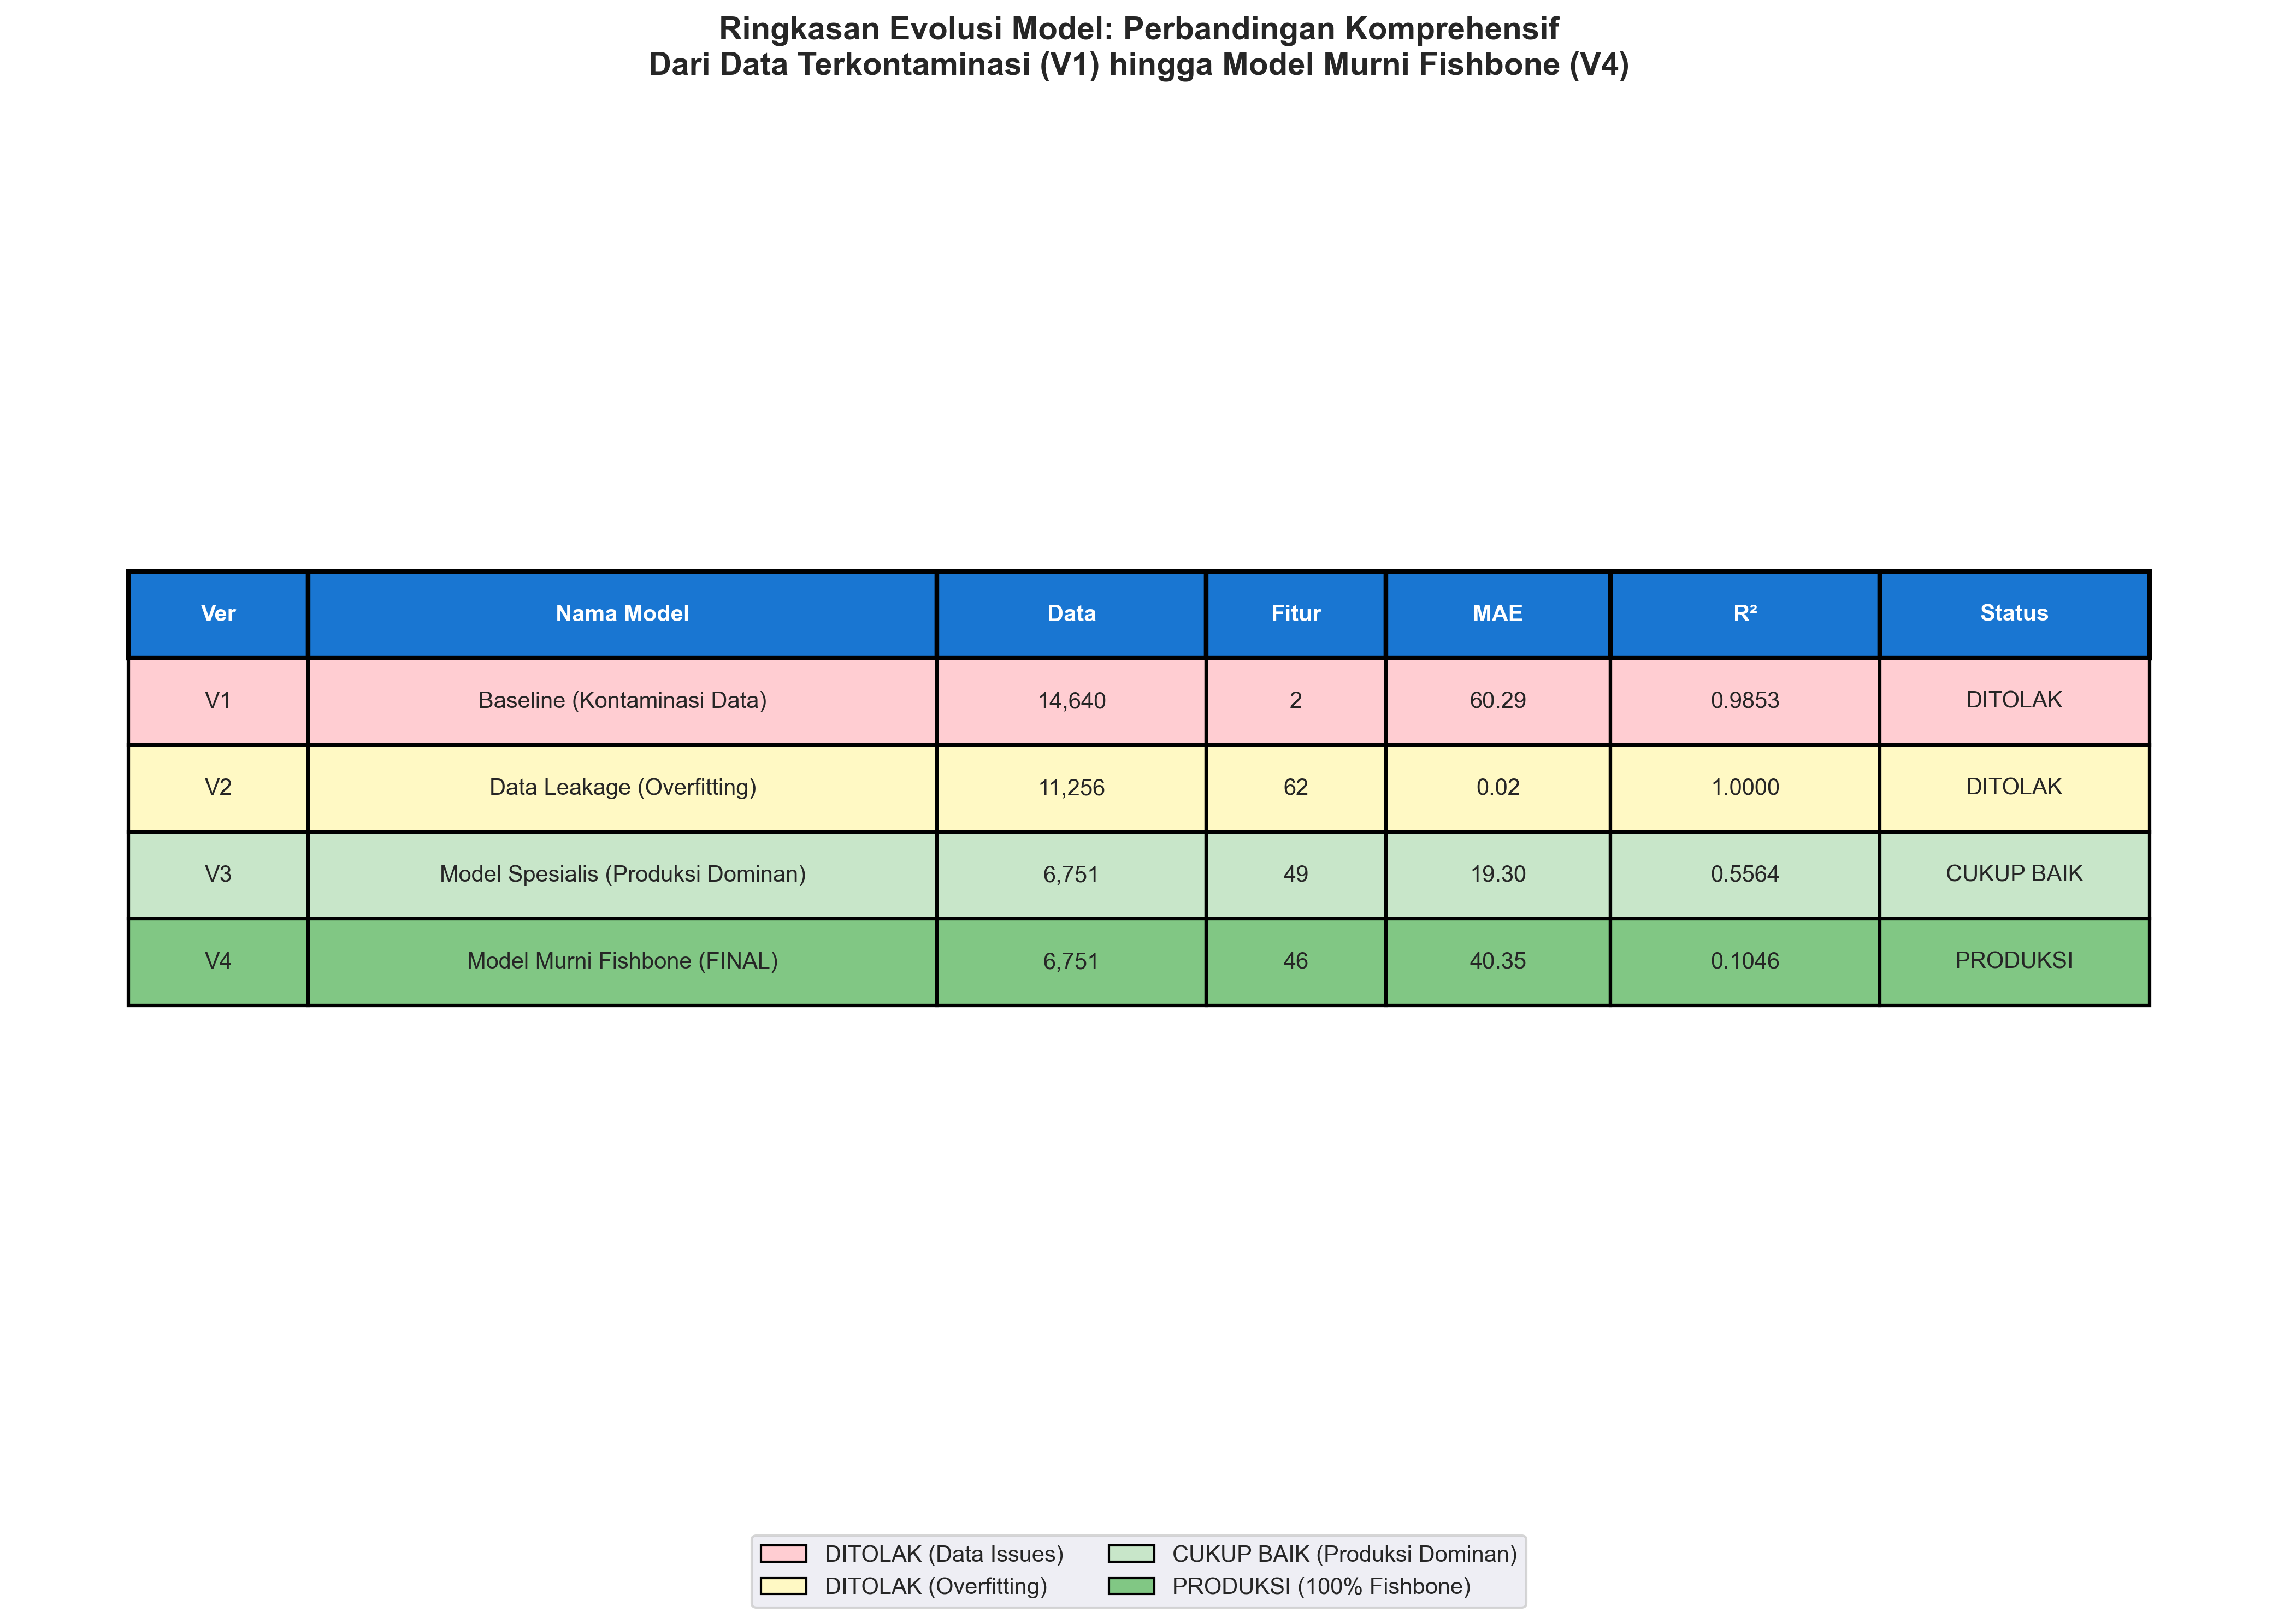 Ringkasan Evolusi Model: Perbandingan Komprehensif
Dari Data Terkontaminasi (V1) hingga Model Murni Fishbone (V4)
Ver Nama Model Data Fitur MAE R² Status
V1 Baseline (Kontaminasi Data) 14,640 2 60.29 0.9853 DITOLAK
V2 Data Leakage (Overfitting) 11,256 62 0.02 1.0000 DITOLAK
V3 Model Spesialis (Produksi Dominan) 6,751 49 19.30 0.5564 CUKUP BAIK
V4 Model Murni Fishbone (FINAL) 6,751 46 40.35 0.1046 PRODUKSI
DITOLAK (Data Issues)
DITOLAK (Overfitting)
CUKUP BAIK (Produksi Dominan)
PRODUKSI (100% Fishbone)